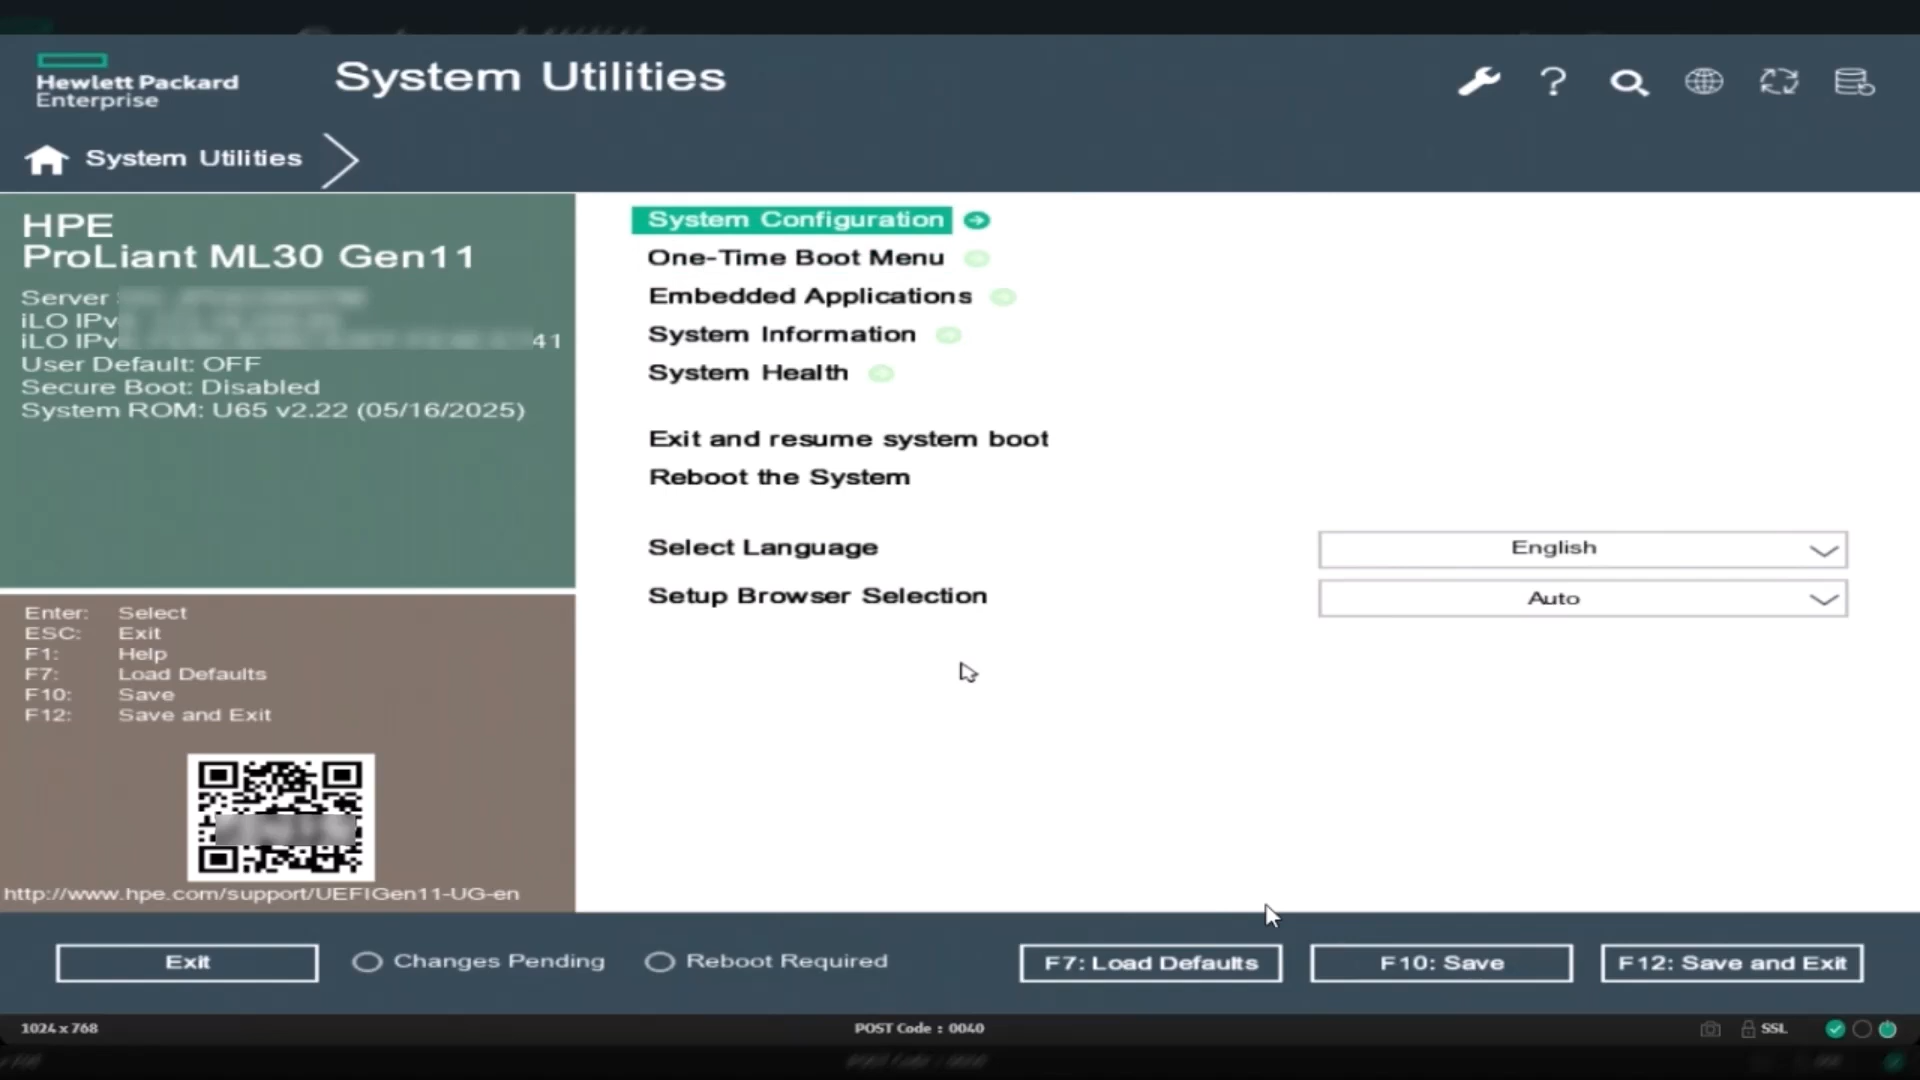 Hewlett Packard
Enterprise
System Utilities
?
System Utilities
HPE
ProLiant ML30 Gen11
Server
iLO IPv
iLO IPv 41
User Default: OFF
Secure Boot: Disabled
System ROM: U65 v2.22 (05/16/2025)
Enter: Select
ESC: Exit
F1: Help
F7: Load Defaults
F10: Save
F12: Save and Exit
http://www.hpe.com/support/UEFIGen11-UG-en
System Configuration
One-Time Boot Menu
Embedded Applications
System Information
System Health
Exit and resume system boot
Reboot the System
Select Language English
Setup Browser Selection Auto
Exit
Changes Pending
Reboot Required
F7: Load Defaults
F10: Save
F12: Save and Exit
1024 x 768
POST Code : 0040
SSL